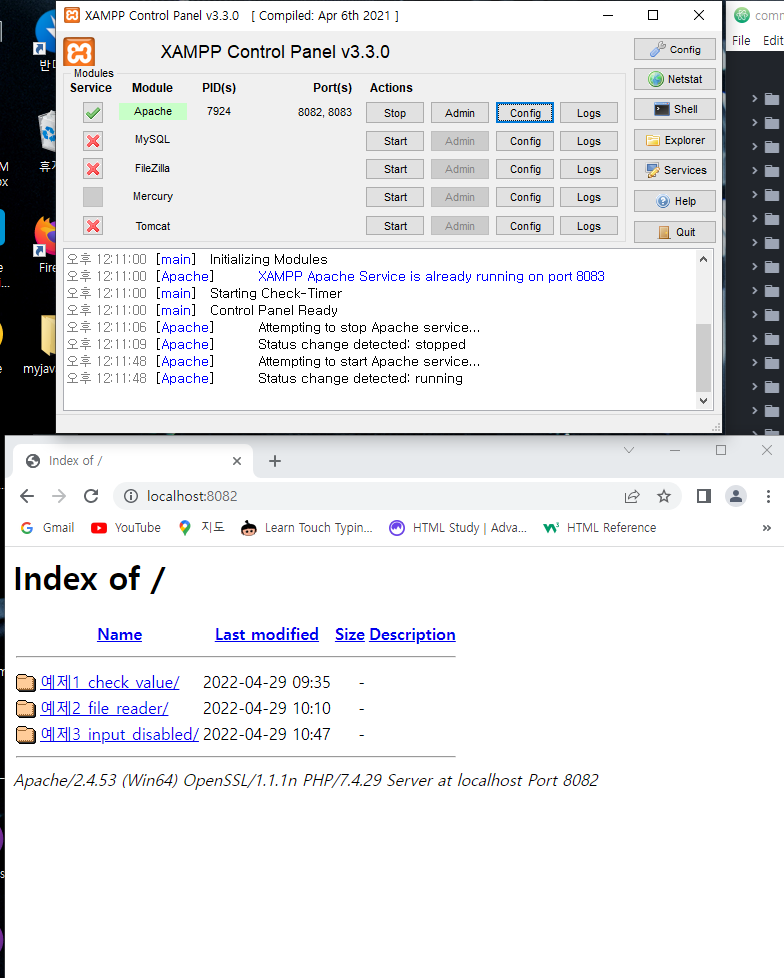 XAMPP Control Panel v3.3.0 [ Compiled: Apr 6th 2021 ]
XAMPP Control Panel v3.3.0
Config
Modules
Service Module PID(s) Port(s) Actions
Netstat
Apache 7924 8082, 8083 Stop Admin Config Logs
Shell
MySQL Start Admin Config Logs
Explorer
FileZilla Start Admin Config Logs
Services
Mercury Start Admin Config Logs
Help
Tomcat Start Admin Config Logs
Quit
오후 12:11:00 [main] Initializing Modules
오후 12:11:00 [Apache] XAMPP Apache Service is already running on port 8083
오후 12:11:00 [main] Starting Check-Timer
오후 12:11:00 [main] Control Panel Ready
오후 12:11:06 [Apache] Attempting to stop Apache service...
오후 12:11:09 [Apache] Status change detected: stopped
오후 12:11:48 [Apache] Attempting to start Apache service...
오후 12:11:48 [Apache] Status change detected: running
File Edi
Index of /
localhost:8082
Gmail YouTube 지도 Learn Touch Typin... HTML Study | Adva... HTML Reference »
Index of /
Name Last modified Size Description
예제1_check_value/ 2022-04-29 09:35 -
예제2_file_reader/ 2022-04-29 10:10 -
예제3_input_disabled/ 2022-04-29 10:47 -
Apache/2.4.53 (Win64) OpenSSL/1.1.1n PHP/7.4.29 Server at localhost Port 8082